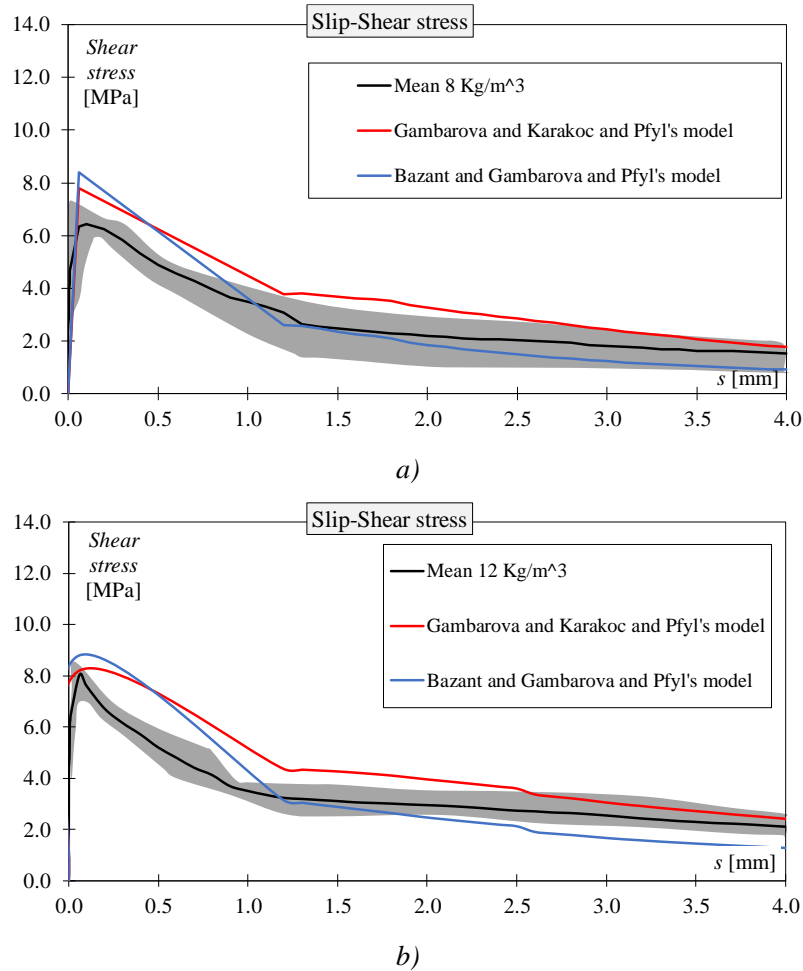 Slip-Shear stress
14.0
12.0
10.0
8.0
6.0
4.0
2.0
0.0
Shear
stress
[MPa]
Mean 8 Kg/m^3
Gambarova and Karakoc and Pfyl's model
Bazant and Gambarova and Pfyl's model
s [mm]
0.0 0.5 1.0 1.5 2.0 2.5 3.0 3.5 4.0
a)
Slip-Shear stress
14.0
12.0
10.0
8.0
6.0
4.0
2.0
0.0
Shear
stress
[MPa]
Mean 12 Kg/m^3
Gambarova and Karakoc and Pfyl's model
Bazant and Gambarova and Pfyl's model
s [mm]
0.0 0.5 1.0 1.5 2.0 2.5 3.0 3.5 4.0
b)